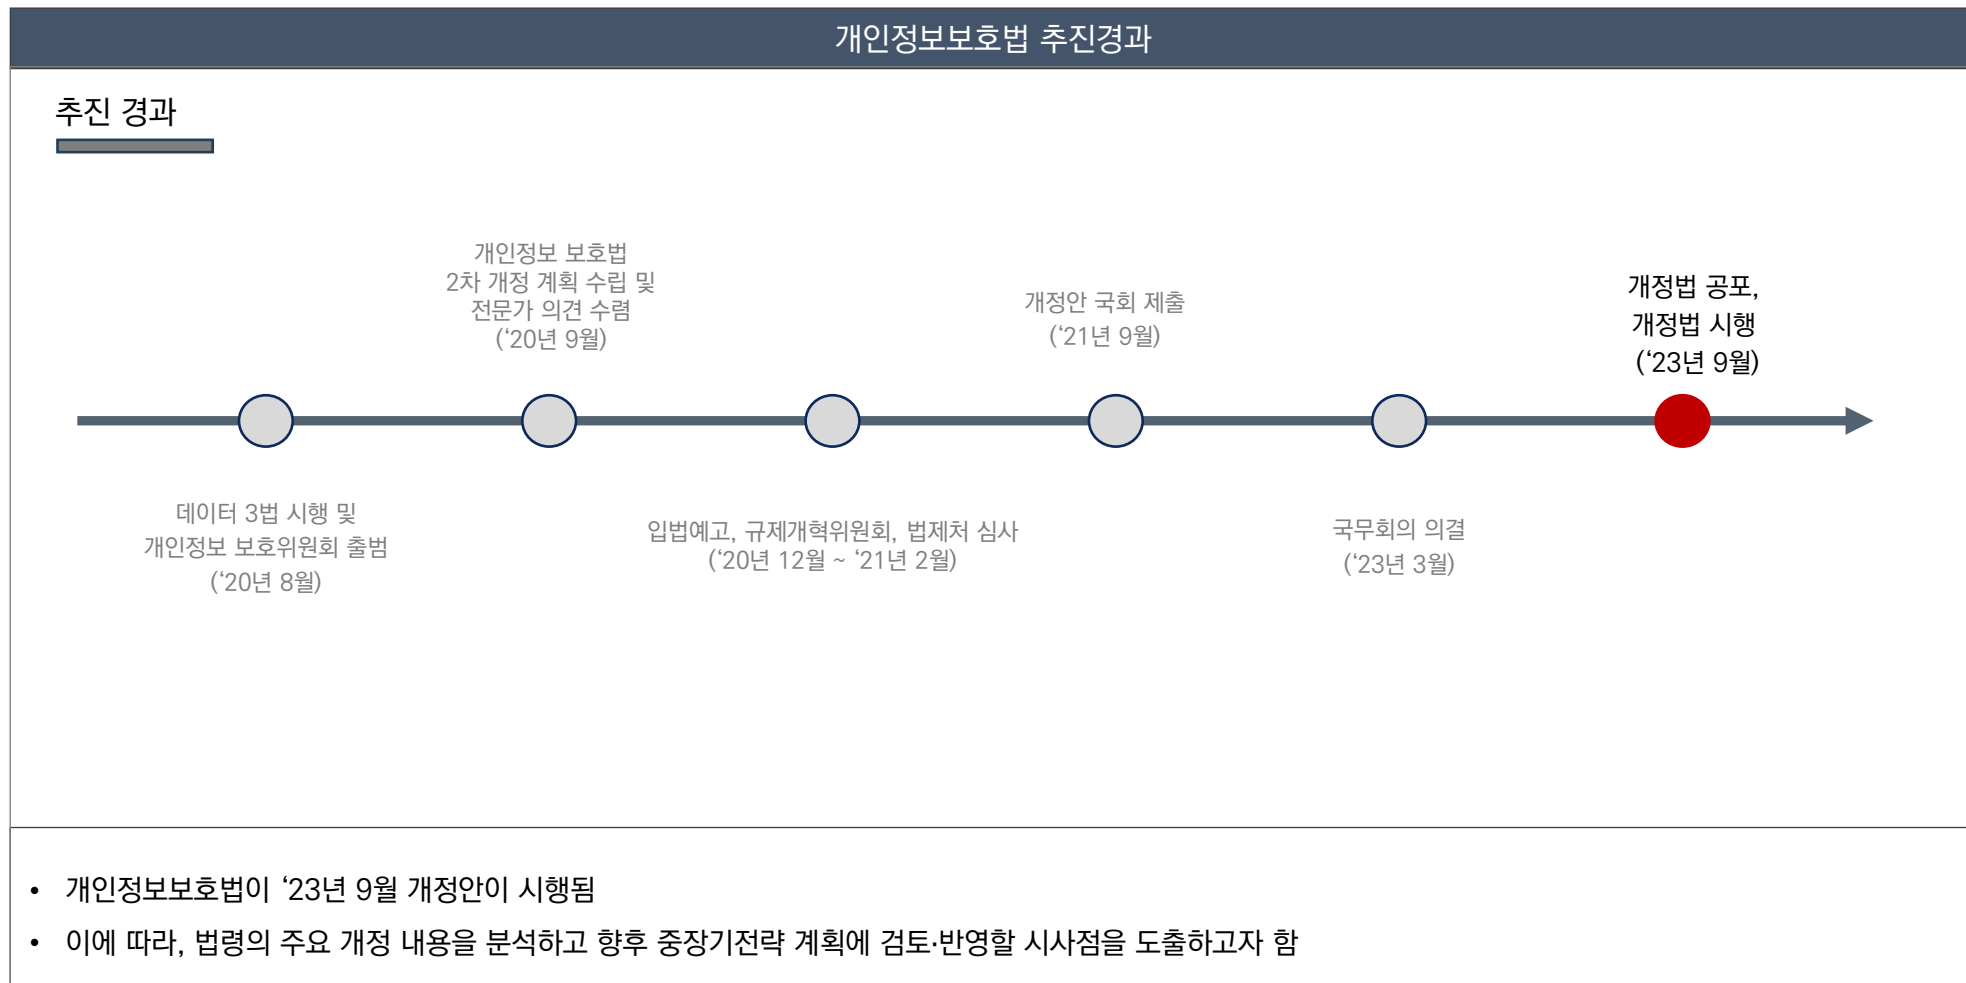 개인정보보호법 추진경과
추진 경과
개인정보 보호법
2차 개정 계획 수립 및
전문가 의견 수렴
(‘20년 9월)
개정안 국회 제출
(‘21년 9월)
개정법 공포,
개정법 시행
(‘23년 9월)
데이터 3법 시행 및
개인정보 보호위원회 출범
(‘20년 8월)
입법예고, 규제개혁위원회, 법제처 심사
(‘20년 12월 ~ ‘21년 2월)
국무회의 의결
(‘23년 3월)
• 개인정보보호법이 ‘23년 9월 개정안이 시행됨
• 이에 따라, 법령의 주요 개정 내용을 분석하고 향후 중장기전략 계획에 검토·반영할 시사점을 도출하고자 함